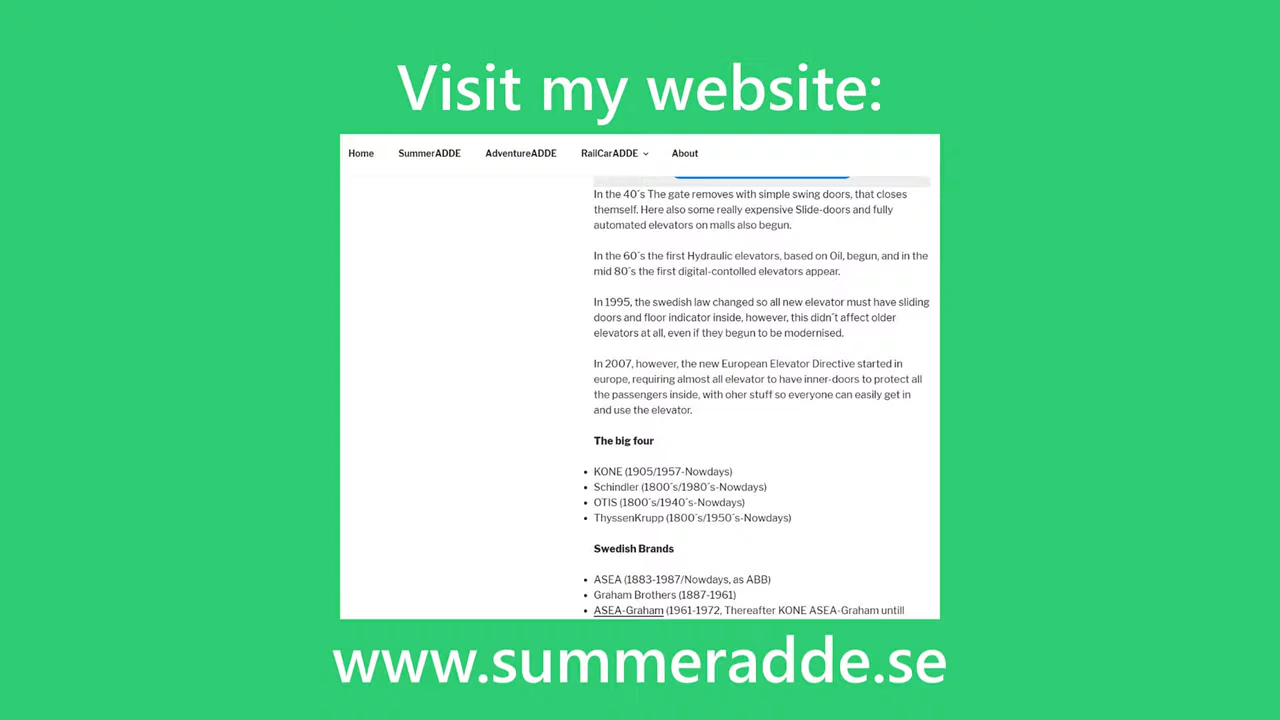 Visit my website:
Home SummerADDE AdventureADDE RailCarADDE About
In the 40´s The gate removes with simple swing doors, that closes
themself. Here also some really expensive Slide-doors and fully
automated elevators on malls also begun.
In the 60´s the first Hydraulic elevators, based on Oil, begun, and in the
mid 80´s the first digital-contolled elevators appear.
In 1995, the swedish law changed so all new elevator must have sliding
doors and floor indicator inside, however, this didn´t affect older
elevators at all, even if they begun to be modernised.
In 2007, however, the new European Elevator Directive started in
europe, requiring almost all elevator to have inner-doors to protect all
the passengers inside, with oher stuff so everyone can easily get in
and use the elevator.
The big four
• KONE (1905/1957-Nowdays)
• Schindler (1800´s/1980´s-Nowdays)
• OTIS (1800´s/1940´s-Nowdays)
• ThyssenKrupp (1800´s/1950´s-Nowdays)
Swedish Brands
• ASEA (1883-1987/Nowdays, as ABB)
• Graham Brothers (1887-1961)
• ASEA-Graham (1961-1972, Thereafter KONE ASEA-Graham untill
www.summeradde.se